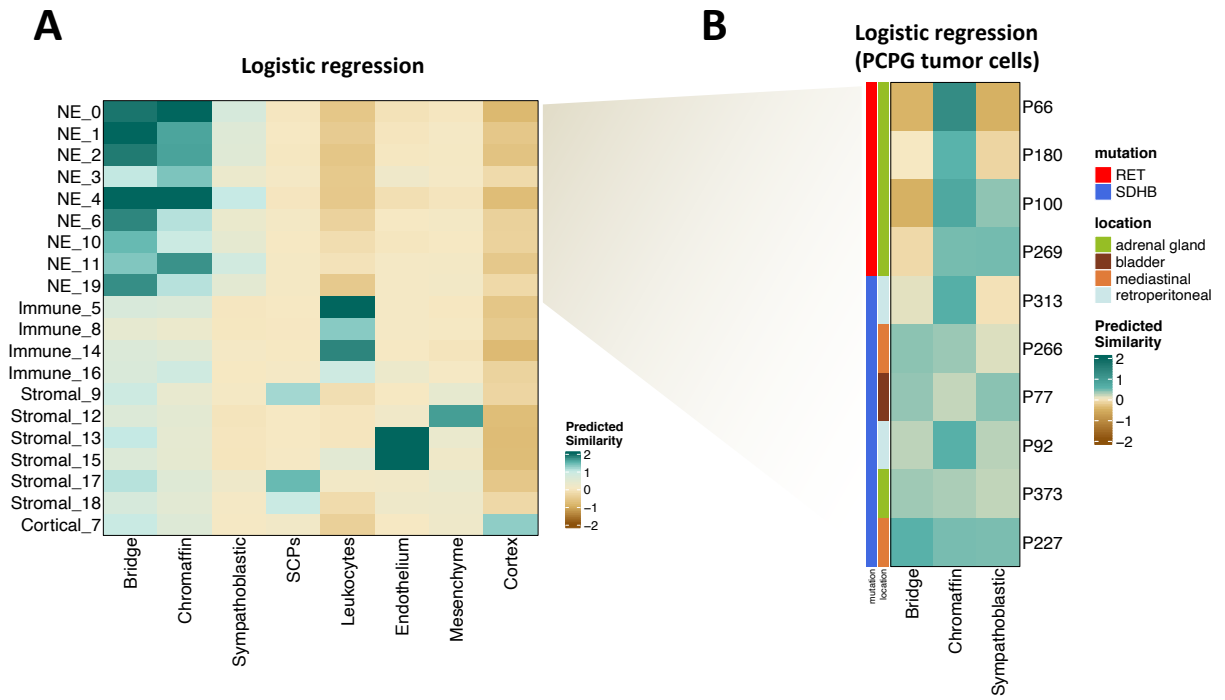 A
Logistic regression
NE_0
NE_1
NE_2
NE_3
NE_4
NE_6
NE_10
NE_11
NE_19
Immune_5
Immune_8
Immune_14
Immune_16
Stromal_9
Stromal_12
Stromal_13
Stromal_15
Stromal_17
Stromal_18
Cortical_7
Bridge
Chromaffin
Sympathoblastic
SCPs
Leukocytes
Endothelium
Mesenchyme
Cortex
Predicted
Similarity
2
1
0
−1
−2
B
Logistic regression
(PCPG tumor cells)
P66
P180
P100
P269
P313
P266
P77
P92
P373
P227
mutation
location
Bridge
Chromaffin
Sympathoblastic
mutation
RET
SDHB
location
adrenal gland
bladder
mediastinal
retroperitoneal
Predicted
Similarity
2
1
0
−1
−2